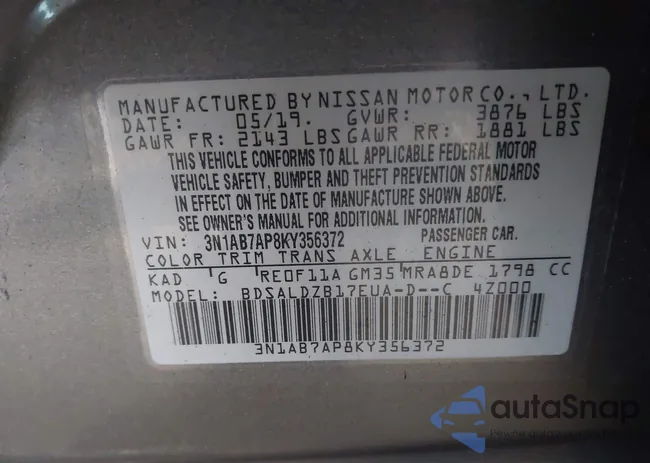 MANUFACTURED BY NISSAN MOTOR CO., LTD.
DATE: 05/19. GVWR: 3876 LBS
GAWR FR: 2143 LBS GAWR RR: 1881 LBS
THIS VEHICLE CONFORMS TO ALL APPLICABLE FEDERAL MOTOR
VEHICLE SAFETY, BUMPER AND THEFT PREVENTION STANDARDS
IN EFFECT ON THE DATE OF MANUFACTURE SHOWN ABOVE.
SEE OWNER'S MANUAL FOR ADDITIONAL INFORMATION.
VIN: 3N1AB7AP8KY356372 PASSENGER CAR.
COLOR TRIM TRANS AXLE ENGINE
KAD G RE0F11A GM35 MRA8DE 1798 CC
BDSALDZB17EUA-D--C 4Z000
3N1AB7AP8KY356372
autoSnap